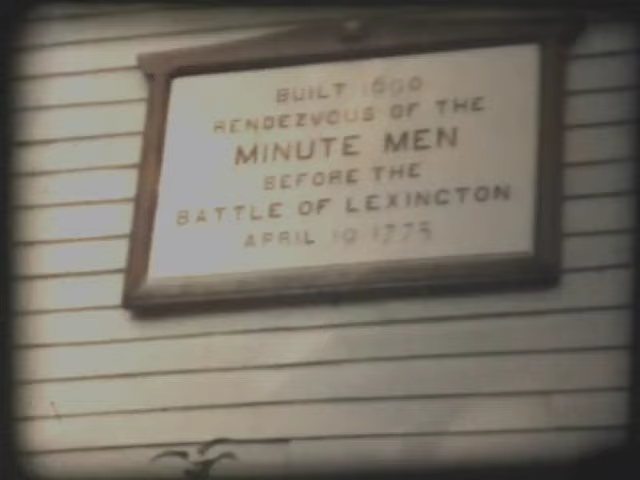 BUILT 1690
RENDEZVOUS OF THE
MINUTE MEN
BEFORE THE
BATTLE OF LEXINGTON
APRIL 19 1775